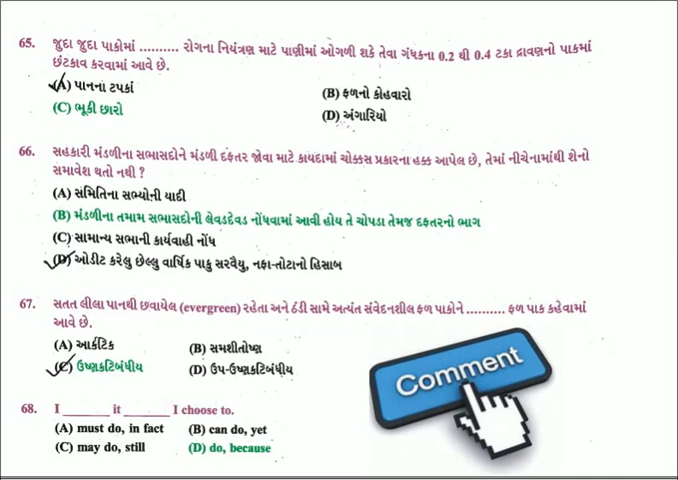 65. જુદા જુદા પાકોમાં .......... રોગના નિયંત્રણ માટે પાણીમાં ઓગળી શકે તેવા ગંધકના 0.2 થી 0.4 ટકા દ્રાવણનો પાકમાં
છંટકાવ કરવામાં આવે છે.
(A) પાનના ટપકાં (B) ફળનો કોહવારો
(C) ભૂકી છારો (D) અંગારિયો
66. સહકારી મંડળીના સભાસદોને મંડળી દફતર જોવા માટે કાયદામાં ચોક્કસ પ્રકારના હક્ક આપેલ છે, તેમાં નીચેનામાંથી શેનો
સમાવેશ થતો નથી ?
(A) સમિતિના સભ્યોની યાદી
(B) મંડળીના તમામ સભાસદોની લેવડદેવડ નોંધવામાં આવી હોય તે ચોપડા તેમજ દફતરનો ભાગ
(C) સામાન્ય સભાની કાર્યવાહી નોંધ
(D) ઓડીટ કરેલુ છેલ્લુ વાર્ષિક પાકુ સરવૈયુ, નફા-તોટાનો હિસાબ
67. સતત લીલા પાનથી છવાયેલ (evergreen) રહેતા અને ઠંડી સામે અત્યંત સંવેદનશીલ ફળ પાકોને .......... ફળ પાક કહેવામાં
આવે છે.
(A) આર્કટિક (B) સમશીતોષ્ણ
(C) ઉષ્ણકટિબંધીય (D) ઉપ-ઉષ્ણકટિબંધીય
Comment
68. I ________ it ________ I choose to.
(A) must do, in fact (B) can do, yet
(C) may do, still (D) do, because